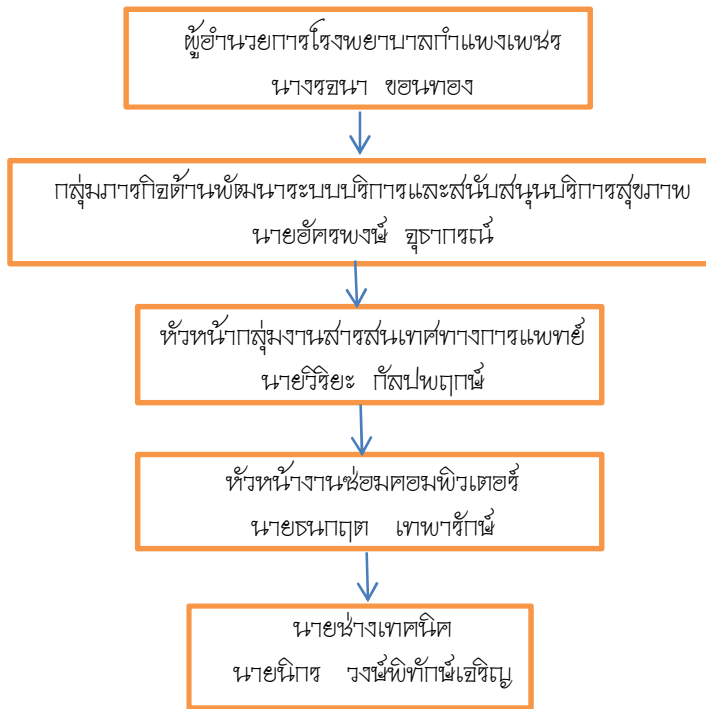 ผู้อำนวยการโรงพยาบาลกำแพงเพชร
นางรจนา ขอนทอง
กลุ่มภารกิจด้านพัฒนาระบบบริการและสนับสนุนบริการสุขภาพ
นายอัครพงษ์ จุธากรณ์
หัวหน้ากลุ่มงานสารสนเทศทางการแพทย์
นายวิริยะ กัลปพฤกษ์
หัวหน้างานซ่อมคอมพิวเตอร์
นายธนกฤต เทพารักษ์
นายช่างเทคนิค
นายนิกร วงษ์พิทักษ์เจริญ